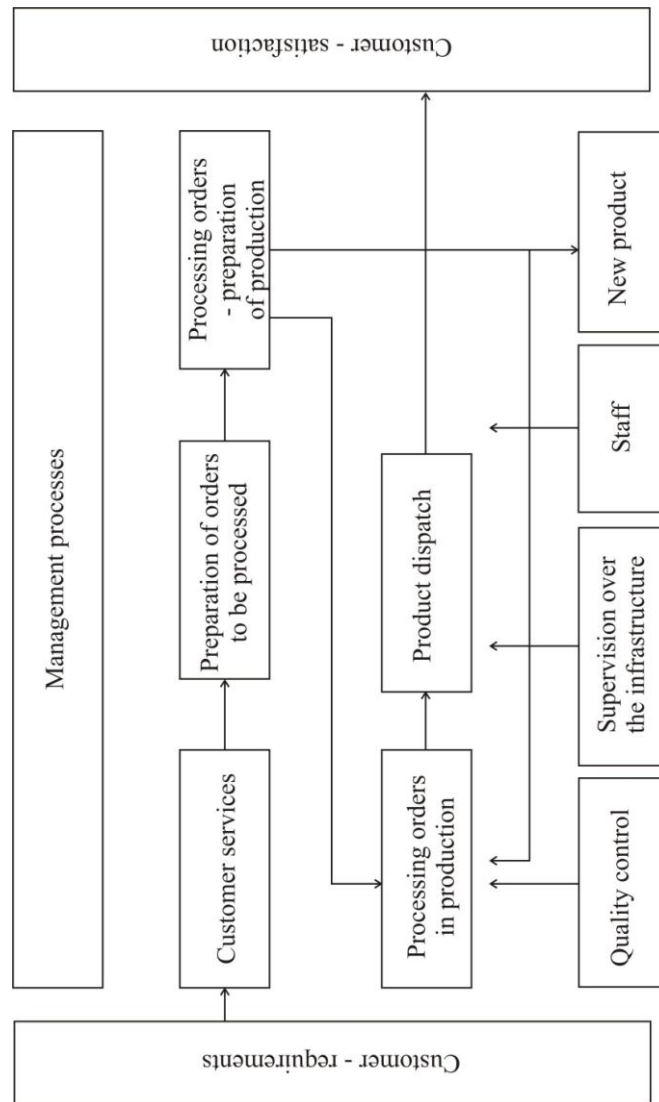 Customer - requirements
Management processes
Customer services
Preparation of orders
to be processed
Processing orders
- preparation
of production
Processing orders
in production
Product dispatch
Quality control
Supervision over
the infrastructure
Staff
New product
Customer - satisfaction